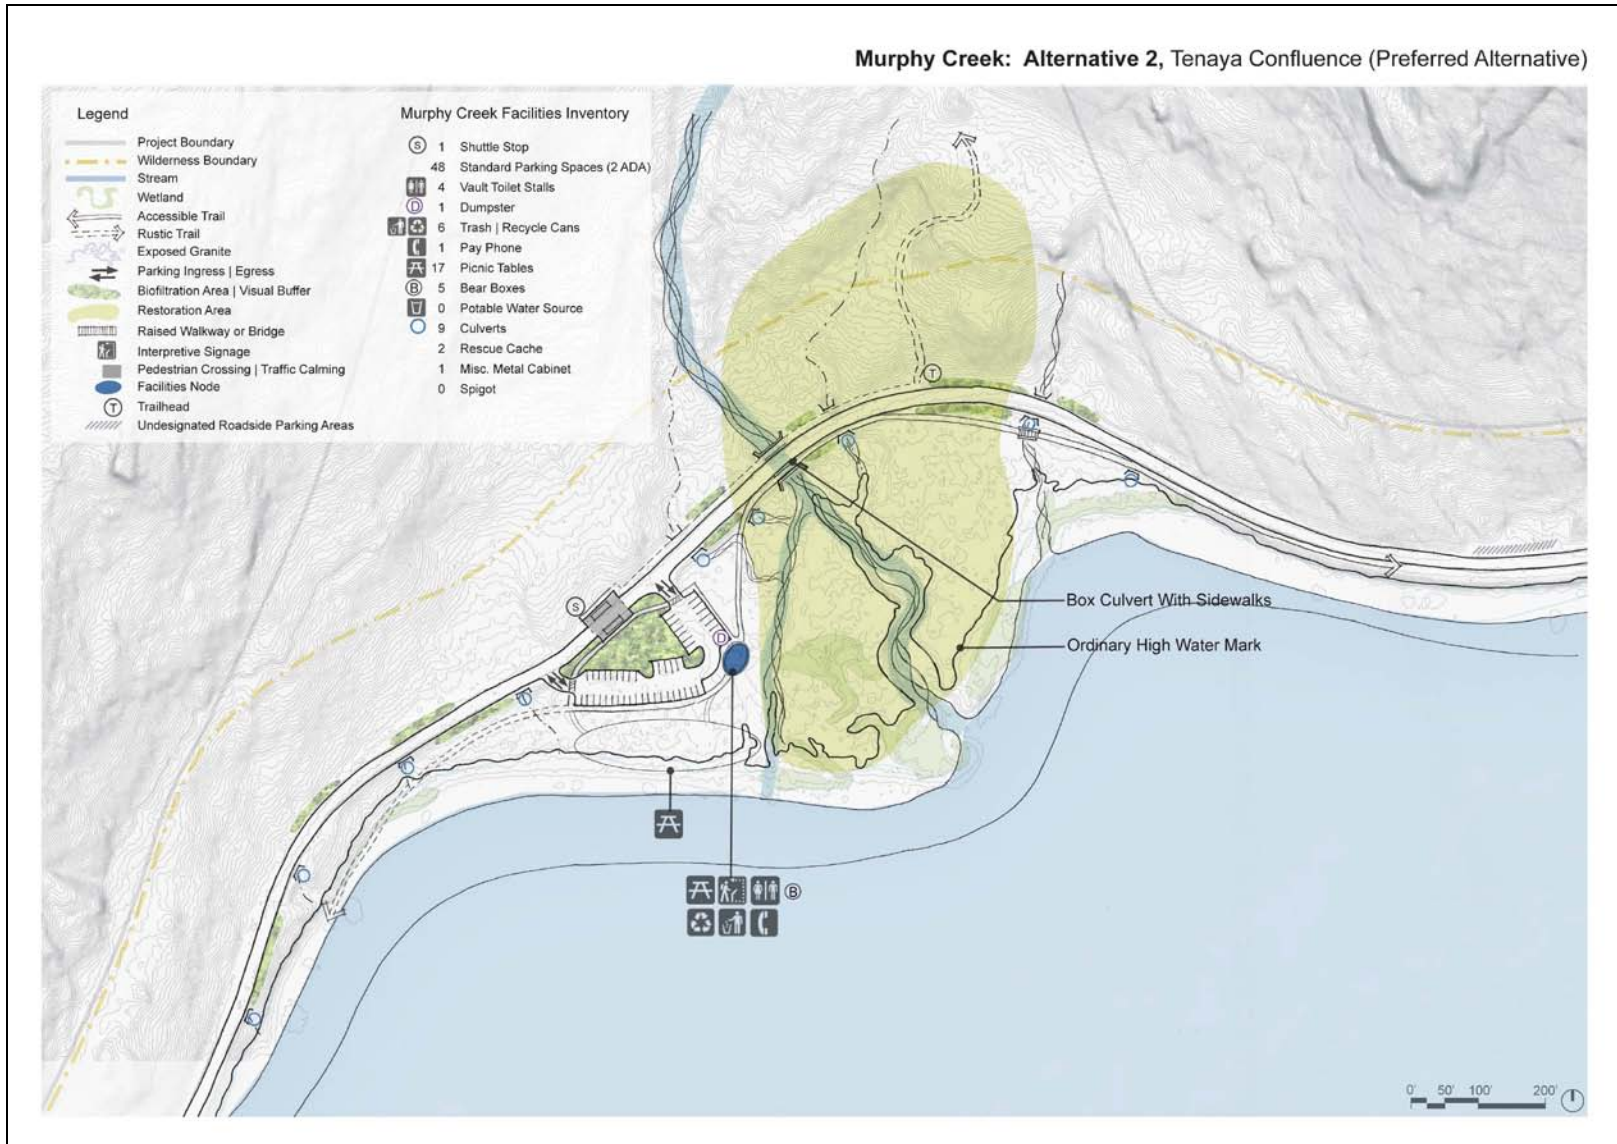 Murphy Creek: Alternative 2, Tenaya Confluence (Preferred Alternative)
Legend
Project Boundary
Wilderness Boundary
Stream
Wetland
Accessible Trail
Rustic Trail
Exposed Granite
Parking Ingress | Egress
Biofiltration Area | Visual Buffer
Restoration Area
Raised Walkway or Bridge
Interpretive Signage
Pedestrian Crossing | Traffic Calming
Facilities Node
T Trailhead
Undesignated Roadside Parking Areas
Murphy Creek Facilities Inventory
S 1 Shuttle Stop
48 Standard Parking Spaces (2 ADA)
4 Vault Toilet Stalls
D 1 Dumpster
6 Trash | Recycle Cans
1 Pay Phone
17 Picnic Tables
B 5 Bear Boxes
0 Potable Water Source
9 Culverts
2 Rescue Cache
1 Misc. Metal Cabinet
0 Spigot
T
S
D
Box Culvert With Sidewalks
Ordinary High Water Mark
B
0' 50' 100' 200'